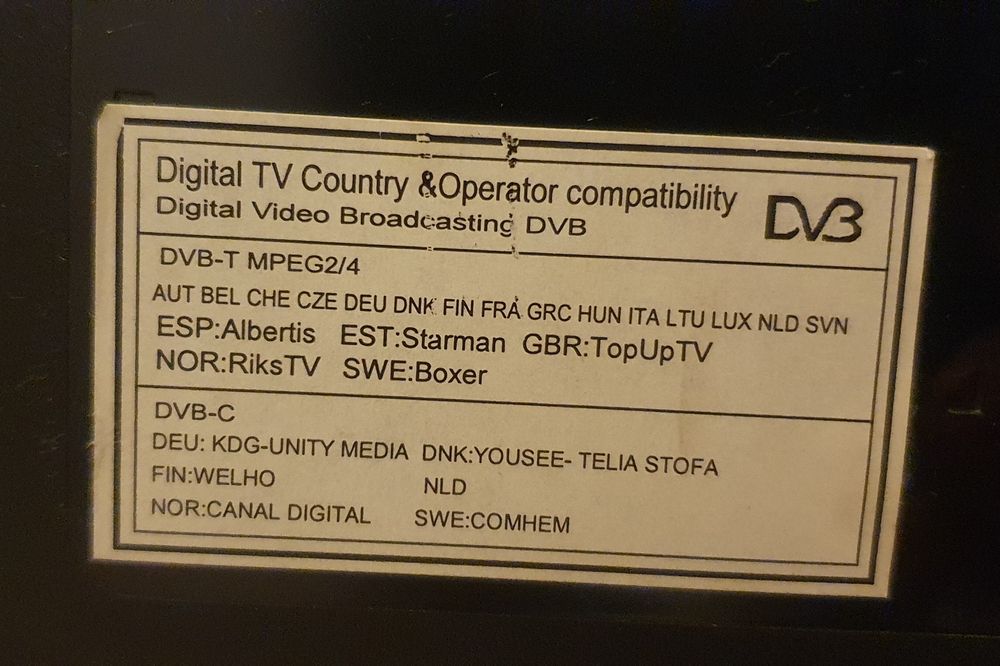 Digital TV Country &Operator compatibility
Digital Video Broadcasting DVB
DVB
DVB-T MPEG2/4
AUT BEL CHE CZE DEU DNK FIN FRA GRC HUN ITA LTU LUX NLD SVN
ESP:Albertis EST:Starman GBR:TopUpTV
NOR:RiksTV SWE:Boxer
DVB-C
DEU: KDG-UNITY MEDIA DNK:YOUSEE- TELIA STOFA
FIN:WELHO NLD
NOR:CANAL DIGITAL SWE:COMHEM